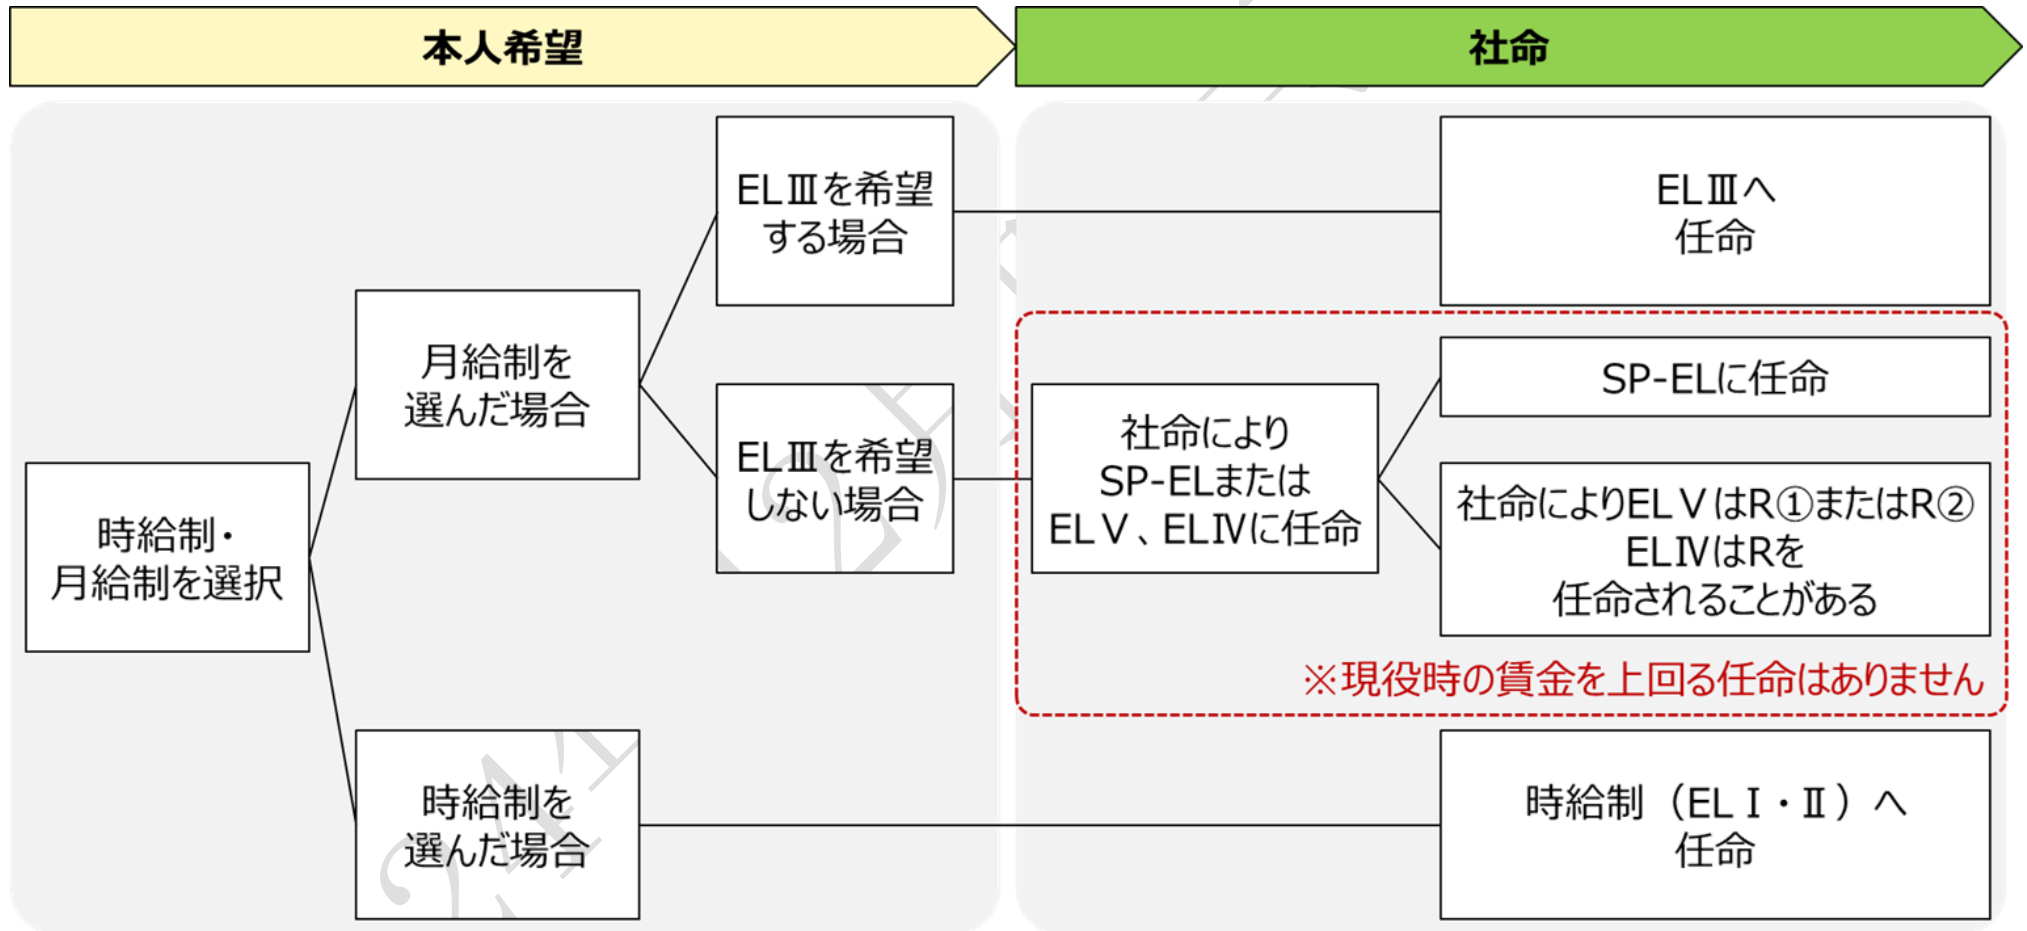 本人希望
社命
時給制・
月給制を選択
月給制を
選んだ場合
ELⅢを希望
する場合
ELⅢへ
任命
ELⅢを希望
しない場合
社命により
SP-ELまたは
ELⅤ、ELⅣに任命
SP-ELに任命
社命によりELⅤはR①またはR②
ELⅣはRを
任命されることがある
※現役時の賃金を上回る任命はありません
時給制を
選んだ場合
時給制（ELⅠ・Ⅱ）へ
任命